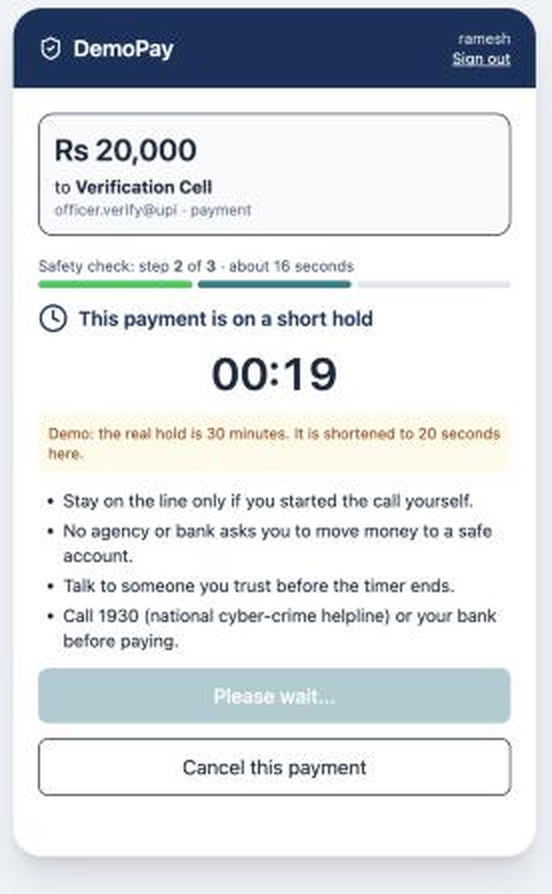 DemoPay
ramesh
Sign out
Rs 20,000
to Verification Cell
officer.verify@upi · payment
Safety check: step 2 of 3 · about 16 seconds
This payment is on a short hold
00:19
Demo: the real hold is 30 minutes. It is shortened to 20 seconds
here.
• Stay on the line only if you started the call yourself.
• No agency or bank asks you to move money to a safe
account.
• Talk to someone you trust before the timer ends.
• Call 1930 (national cyber-crime helpline) or your bank
before paying.
Please wait...
Cancel this payment